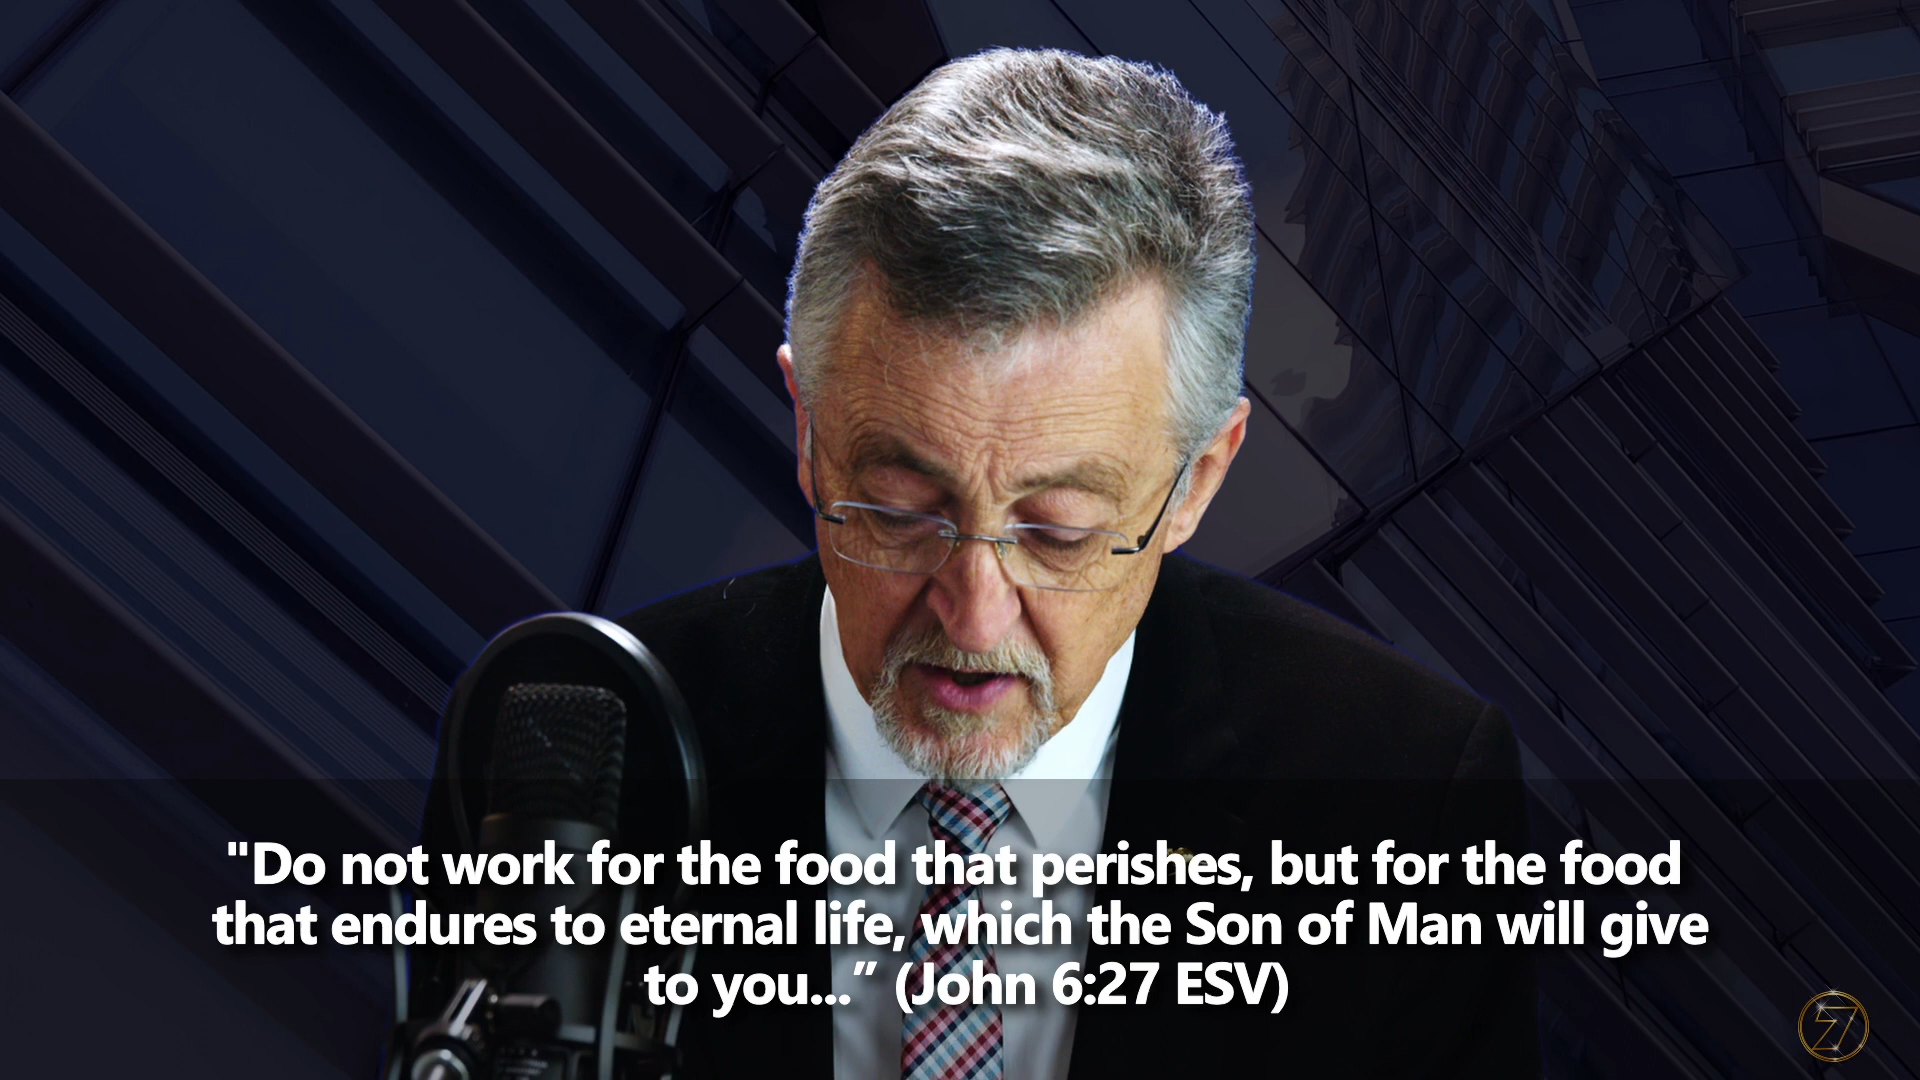 "Do not work for the food that perishes, but for the food
that endures to eternal life, which the Son of Man will give
to you...” (John 6:27 ESV)